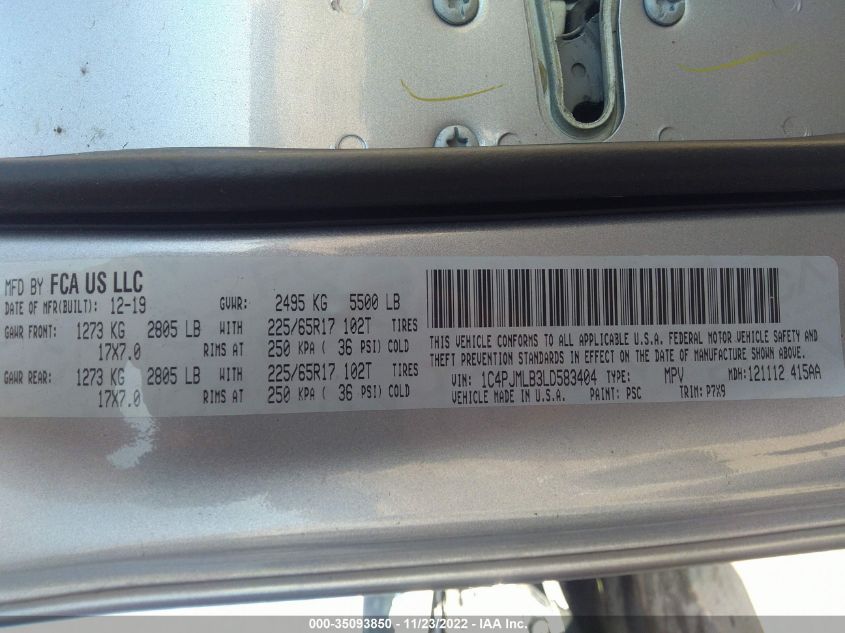 MFD BY FCA US LLC
DATE OF MFR(BUILT): 12-19 GVWR: 2495 KG 5500 LB
GAWR FRONT: 1273 KG 2805 LB WITH 225/65R17 102T TIRES
17X7.0 RIMS AT 250 KPA ( 36 PSI) COLD
GAWR REAR: 1273 KG 2805 LB WITH 225/65R17 102T TIRES
17X7.0 RIMS AT 250 KPA ( 36 PSI) COLD
THIS VEHICLE CONFORMS TO ALL APPLICABLE U.S.A. FEDERAL MOTOR VEHICLE SAFETY AND
THEFT PREVENTION STANDARDS IN EFFECT ON THE DATE OF MANUFACTURE SHOWN ABOVE.
VIN: 1C4PJMLB3LD583404 TYPE: MPV MDH: 121112 415AA
VEHICLE MADE IN U.S.A. PAINT: PSC TRIM: P7X9
000-35093850 - 11/23/2022 - IAA Inc.